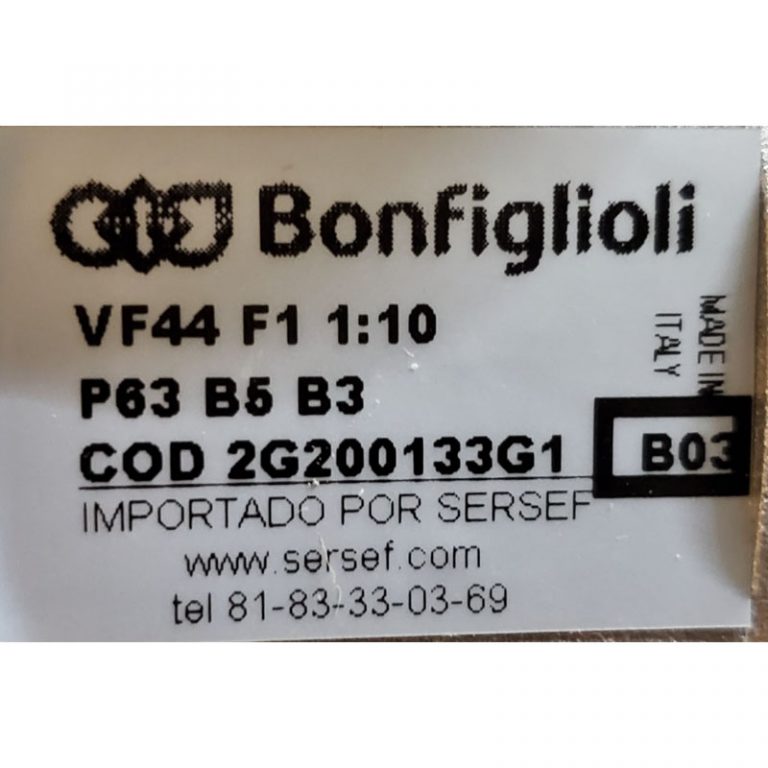 Bonfiglioli
VF44 F1 1:10
MADE IN
ITALY
P63 B5 B3
COD 2G200133G1
B03
IMPORTADO POR SERSEF
www.sersef.com
tel 81-83-33-03-69